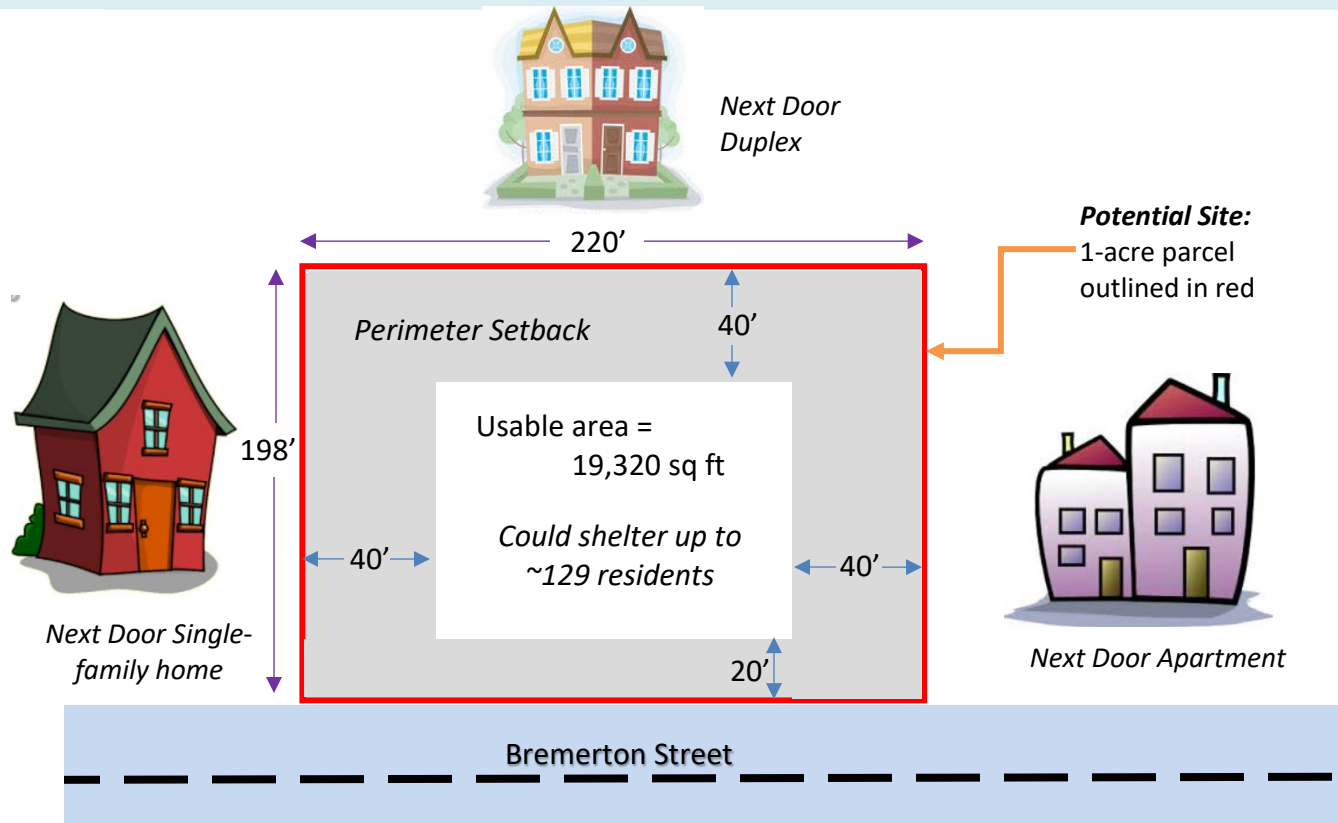 Next Door
Duplex
Potential Site:
1-acre parcel
outlined in red
220’
Perimeter Setback
40’
198’
Usable area =
19,320 sq ft
Could shelter up to
~129 residents
40’
40’
20’
Next Door Single-
family home
Next Door Apartment
Bremerton Street